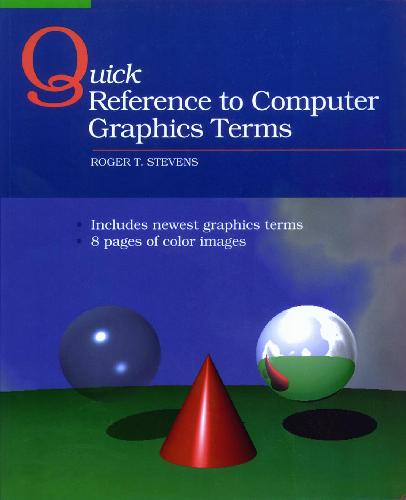 Quick
Reference to Computer
Graphics Terms
ROGER T. STEVENS
• Includes newest graphics terms
• 8 pages of color images